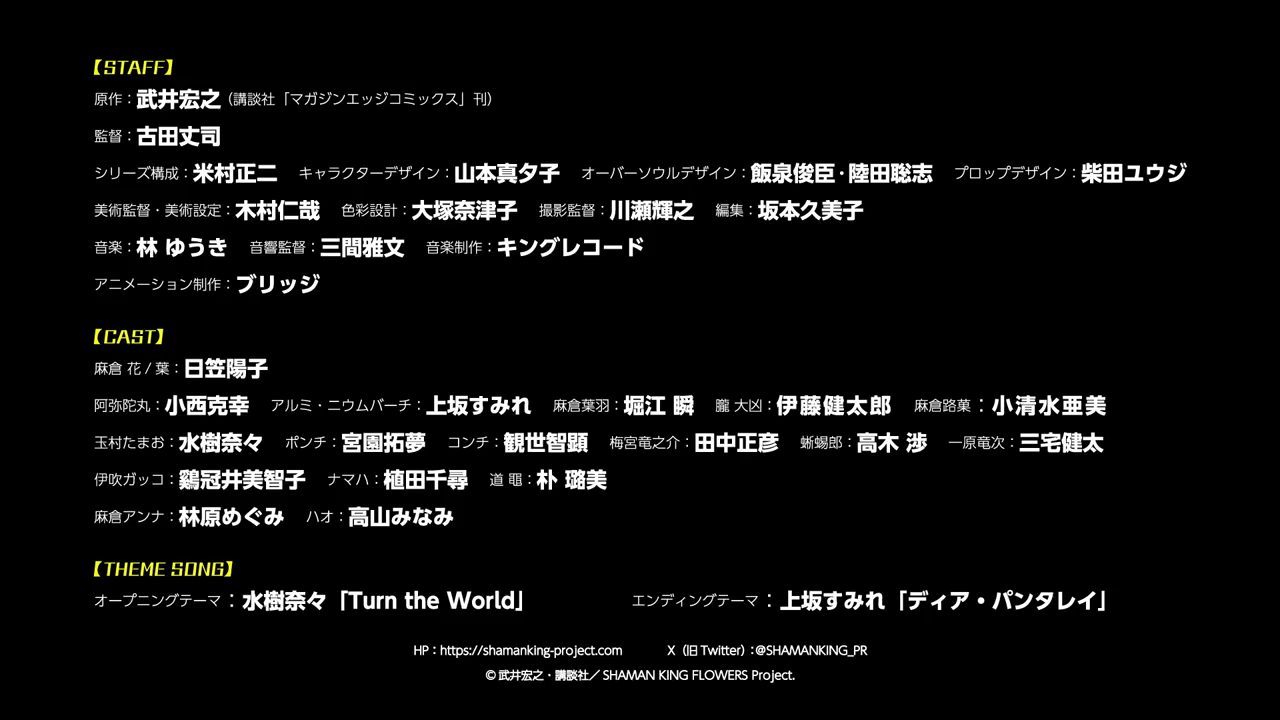 【STAFF】
原作：武井宏之（講談社「マガジンエッジコミックス」刊）
監督：古田丈司
シリーズ構成：米村正二　キャラクターデザイン：山本真夕子　オーバーソウルデザイン：飯泉俊臣・陸田聡志　プロップデザイン：柴田ユウジ
美術監督・美術設定：木村仁哉　色彩設計：大塚奈津子　撮影監督：川瀬輝之　編集：坂本久美子
音楽：林 ゆうき　音響監督：三間雅文　音楽制作：キングレコード
アニメーション制作：ブリッジ
【CAST】
麻倉 花 / 葉：日笠陽子
阿弥陀丸：小西克幸　アルミ・ニウムバーチ：上坂すみれ　麻倉葉羽：堀江 瞬　朧 大凶：伊藤健太郎　麻倉路菓：小清水亜美
玉村たまお：水樹奈々　ポンチ：宮園拓夢　コンチ：観世智顕　梅宮竜之介：田中正彦　蜥蜴郎：高木 渉　一原竜次：三宅健太
伊吹ガッコ：鷄冠井美智子　ナマハ：植田千尋　道 黽：朴 璐美
麻倉アンナ：林原めぐみ　ハオ：高山みなみ
【THEME SONG】
オープニングテーマ：水樹奈々「Turn the World」　エンディングテーマ：上坂すみれ「ディア・パンタレイ」
HP：https://shamanking-project.com　X（旧 Twitter）：@SHAMANKING_PR
© 武井宏之・講談社／ SHAMAN KING FLOWERS Project.